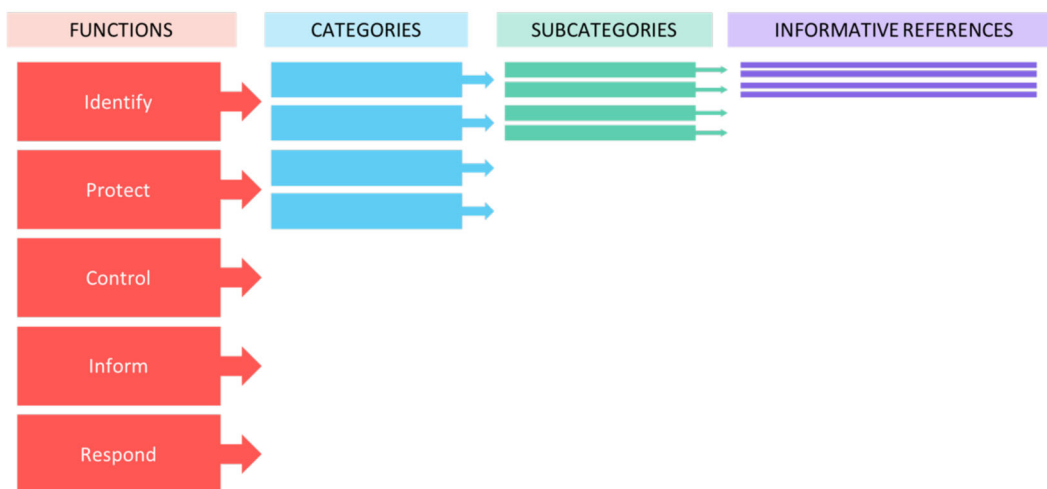 FUNCTIONS
CATEGORIES
SUBCATEGORIES
INFORMATIVE REFERENCES
Identify
Protect
Control
Inform
Respond